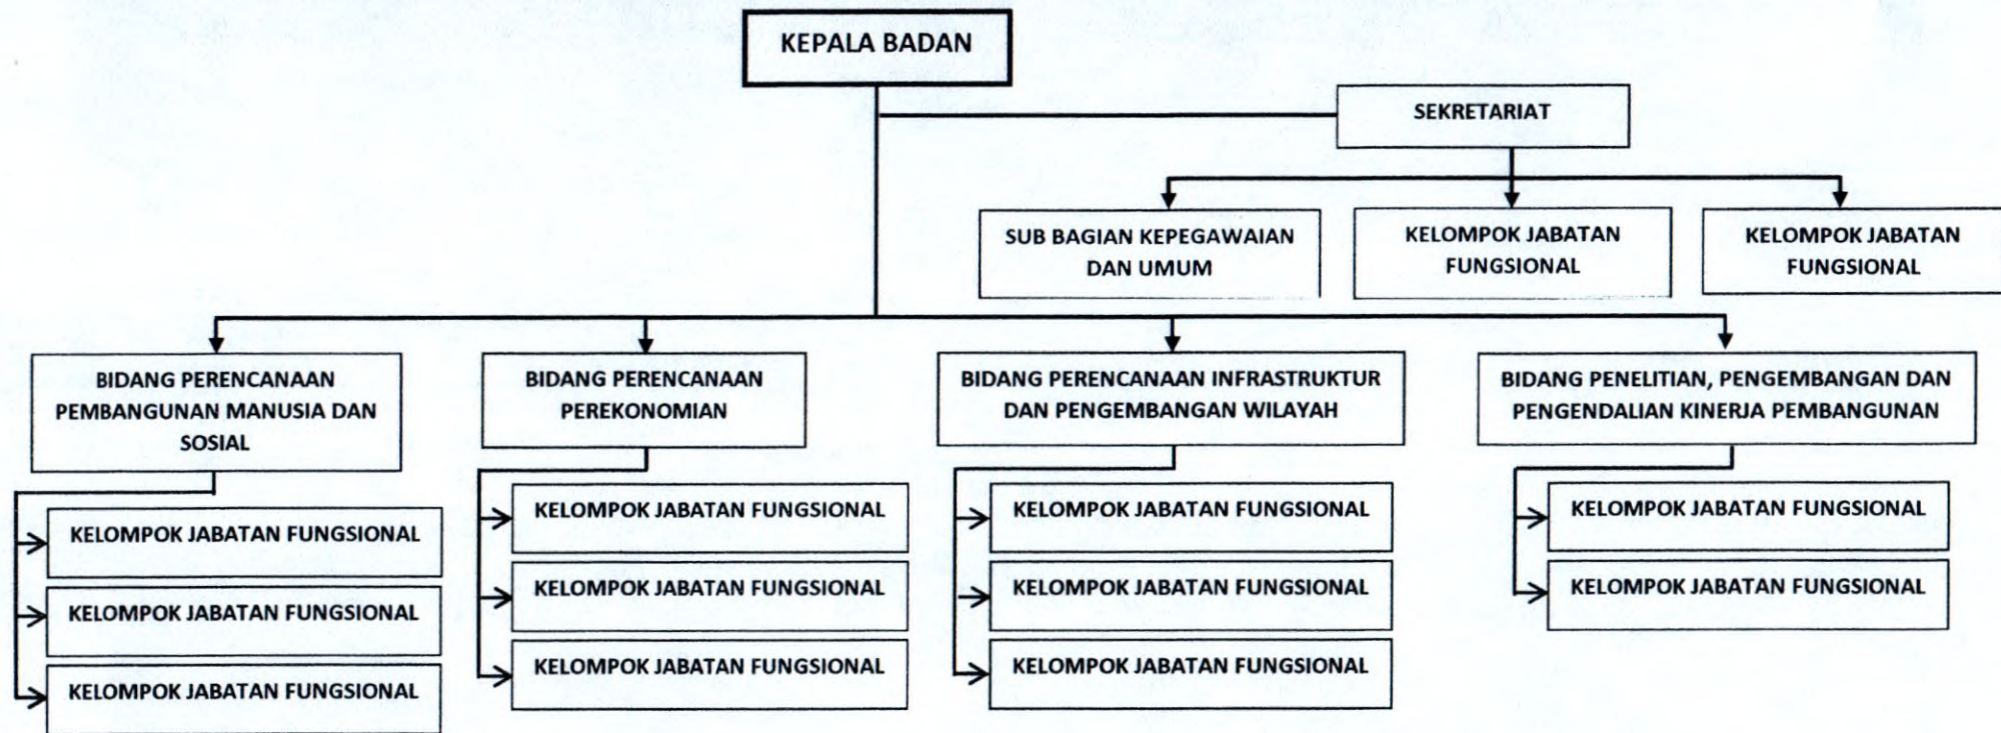 KEPALA BADAN
SEKRETARIAT
SUB BAGIAN KEPEGAWAIAN
DAN UMUM
KELOMPOK JABATAN
FUNGSIONAL
KELOMPOK JABATAN
FUNGSIONAL
BIDANG PERENCANAAN
PEMBANGUNAN MANUSIA DAN
SOSIAL
KELOMPOK JABATAN FUNGSIONAL
KELOMPOK JABATAN FUNGSIONAL
KELOMPOK JABATAN FUNGSIONAL
BIDANG PERENCANAAN
PEREKONOMIAN
KELOMPOK JABATAN FUNGSIONAL
KELOMPOK JABATAN FUNGSIONAL
KELOMPOK JABATAN FUNGSIONAL
BIDANG PERENCANAAN INFRASTRUKTUR
DAN PENGEMBANGAN WILAYAH
KELOMPOK JABATAN FUNGSIONAL
KELOMPOK JABATAN FUNGSIONAL
KELOMPOK JABATAN FUNGSIONAL
BIDANG PENELITIAN, PENGEMBANGAN DAN
PENGENDALIAN KINERJA PEMBANGUNAN
KELOMPOK JABATAN FUNGSIONAL
KELOMPOK JABATAN FUNGSIONAL